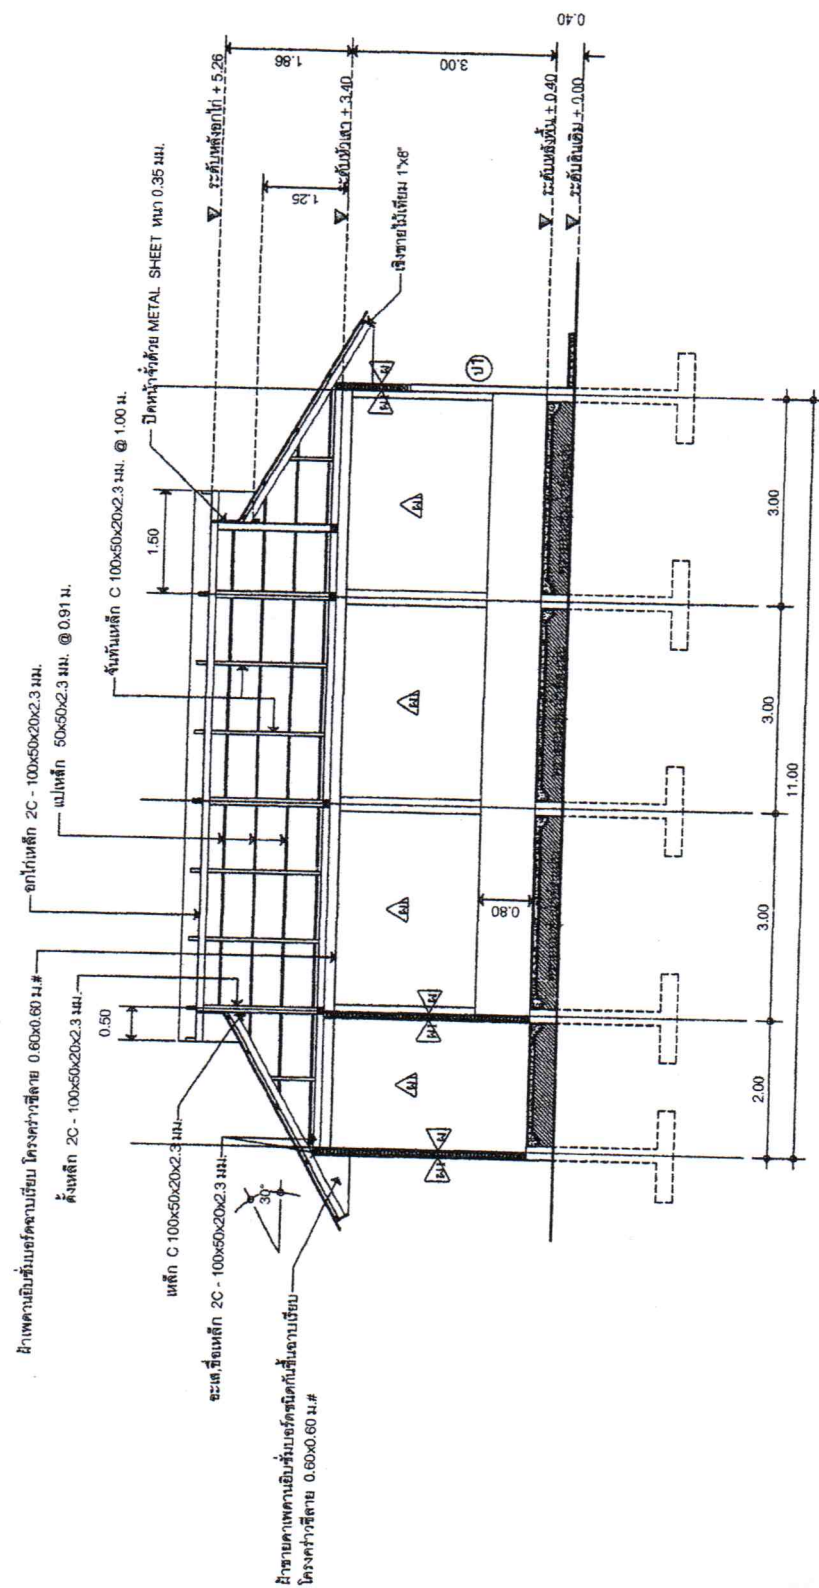 ฝ้าเพดานยิบซั่มบอร์ดฉาบเรียบ โครงคร่าวซีลาย 0.60x0.60 ม.#
อกไก่เหล็ก 2C - 100x50x20x2.3 มม.
แปเหล็ก 50x50x2.3 มม. @ 0.91 ม.
จันทันเหล็ก C 100x50x20x2.3 มม. @ 1.00 ม.
ปิดหน้าจั่วด้วย METAL SHEET หนา 0.35 มม.
ดั้งเหล็ก 2C - 100x50x20x2.3 มม.
0.50
1.50
เหล็ก C 100x50x20x2.3 มม.
อะเส,ขื่อเหล็ก 2C - 100x50x20x2.3 มม.
30°
ฝ้าชายคาเพดานยิบซั่มบอร์ดชนิดกันชื้นฉาบเรียบ
โครงคร่าวซีลาย 0.60x0.60 ม.#
เชิงชายไม้เทียม 1"x8"
ระดับหลังอกไก่ + 5.26
ระดับหัวเสา + 3.40
ระดับหลังพื้น + 0.40
ระดับดินเดิม + 0.00
1.86
1.25
3.00
0.40
0.80
2.00
3.00
3.00
3.00
11.00